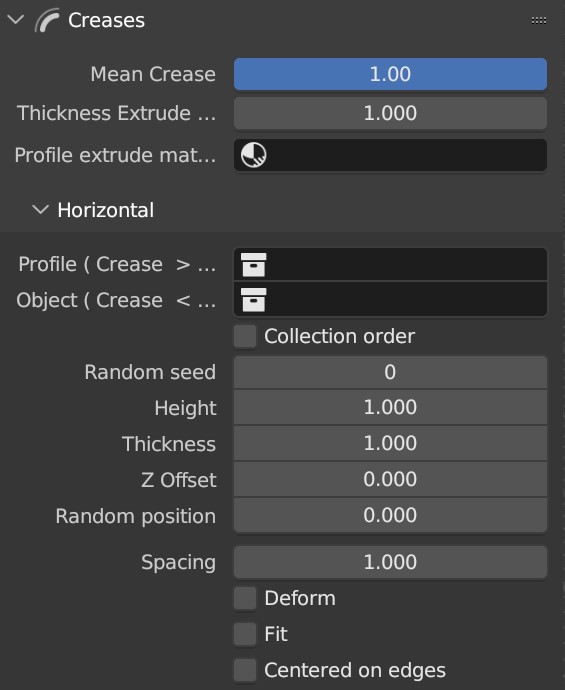 Creases
Mean Crease 1.00
Thickness Extrude ... 1.000
Profile extrude mat...
Horizontal
Profile ( Crease > ...
Object ( Crease < ...
Collection order
Random seed 0
Height 1.000
Thickness 1.000
Z Offset 0.000
Random position 0.000
Spacing 1.000
Deform
Fit
Centered on edges